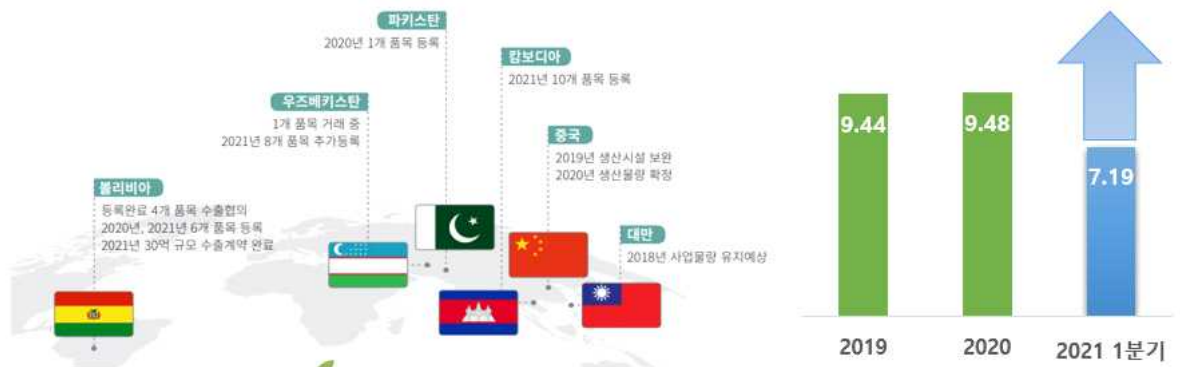 파키스탄
2020년 1개 품목 등록
캄보디아
2021년 10개 품목 등록
우즈베키스탄
1개 품목 거래 중
2021년 8개 품목 추가등록
중국
2019년 생산시설 보완
2020년 생산물량 확정
볼리비아
등록완료 4개 품목 수출협의
2020년, 2021년 6개 품목 등록
2021년 30억 규모 수출계약 완료
대만
2018년 사업물량 유지예상
9.44
9.48
7.19
2019
2020
2021 1분기